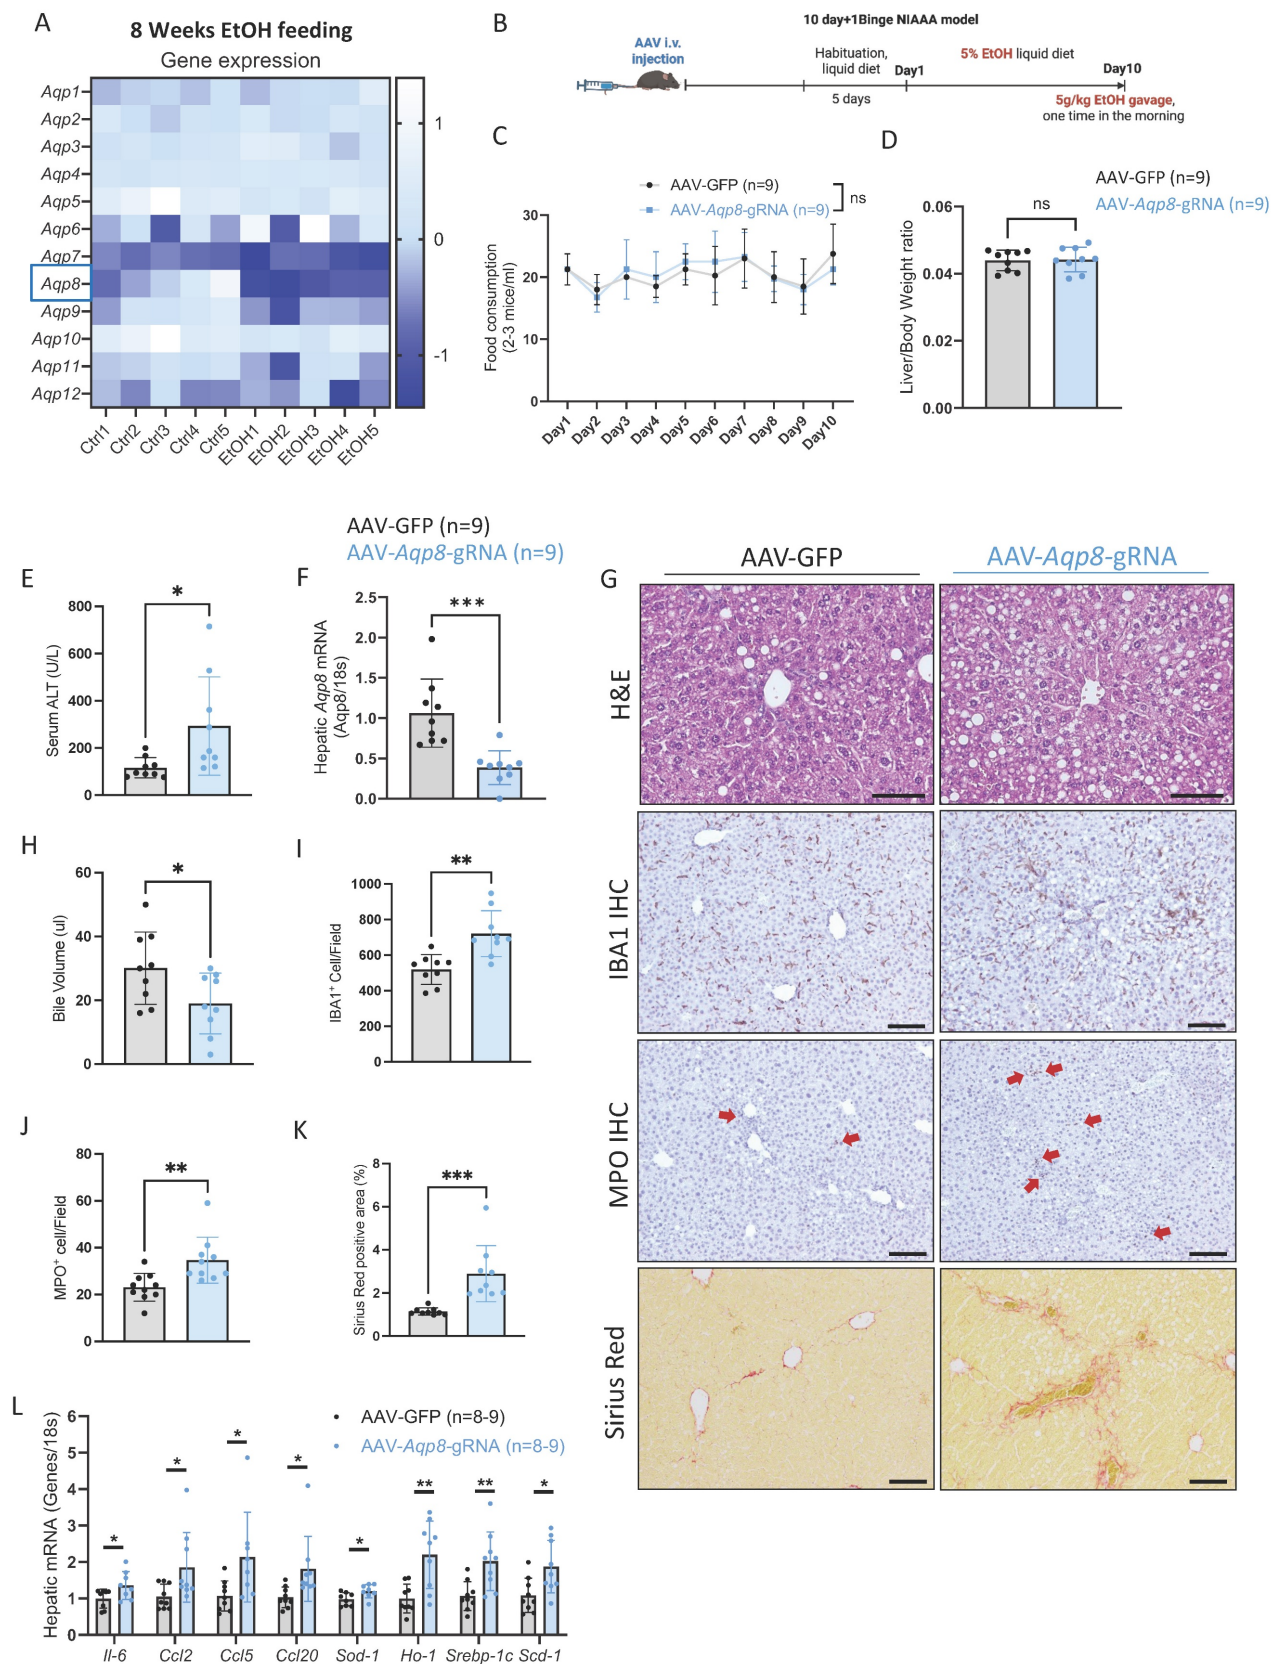 A
8 Weeks EtOH feeding
Gene expression
Aqp1
Aqp2
Aqp3
Aqp4
Aqp5
Aqp6
Aqp7
Aqp8
Aqp9
Aqp10
Aqp11
Aqp12
1
0
-1
Ctrl1
Ctrl2
Ctrl3
Ctrl4
Ctrl5
EtOH1
EtOH2
EtOH3
EtOH4
EtOH5
B
10 day+1Binge NIAAA model
AAV i.v.
injection
Habituation,
liquid diet
5 days
Day1
5% EtOH liquid diet
Day10
5g/kg EtOH gavage,
one time in the morning
C
AAV-GFP (n=9)
AAV-Aqp8-gRNA (n=9)
ns
Food consumption
(2-3 mice/ml)
30
20
10
0
Day1
Day2
Day3
Day4
Day5
Day6
Day7
Day8
Day9
Day10
D
AAV-GFP (n=9)
AAV-Aqp8-gRNA (n=9)
ns
Liver/Body Weight ratio
0.06
0.04
0.02
0.00
AAV-GFP (n=9)
AAV-Aqp8-gRNA (n=9)
E
*
Serum ALT (U/L)
800
600
400
200
0
F
***
Hepatic Aqp8 mRNA
(Aqp8/18s)
2.5
2.0
1.5
1.0
0.5
0.0
G
AAV-GFP
AAV-Aqp8-gRNA
H&E
IBA1 IHC
MPO IHC
Sirius Red
H
*
Bile Volume (ul)
60
40
20
0
I
**
IBA1+ Cell/Field
1000
800
600
400
200
0
J
**
MPO+ cell/Field
80
60
40
20
0
K
***
Sirius Red positive area (%)
8
6
4
2
0
L
AAV-GFP (n=8-9)
AAV-Aqp8-gRNA (n=8-9)
Hepatic mRNA (Genes/18s)
6
5
4
3
2
1
0
*
*
*
*
*
**
**
*
Il-6
Ccl2
Ccl5
Ccl20
Sod-1
Ho-1
Srebp-1c
Scd-1